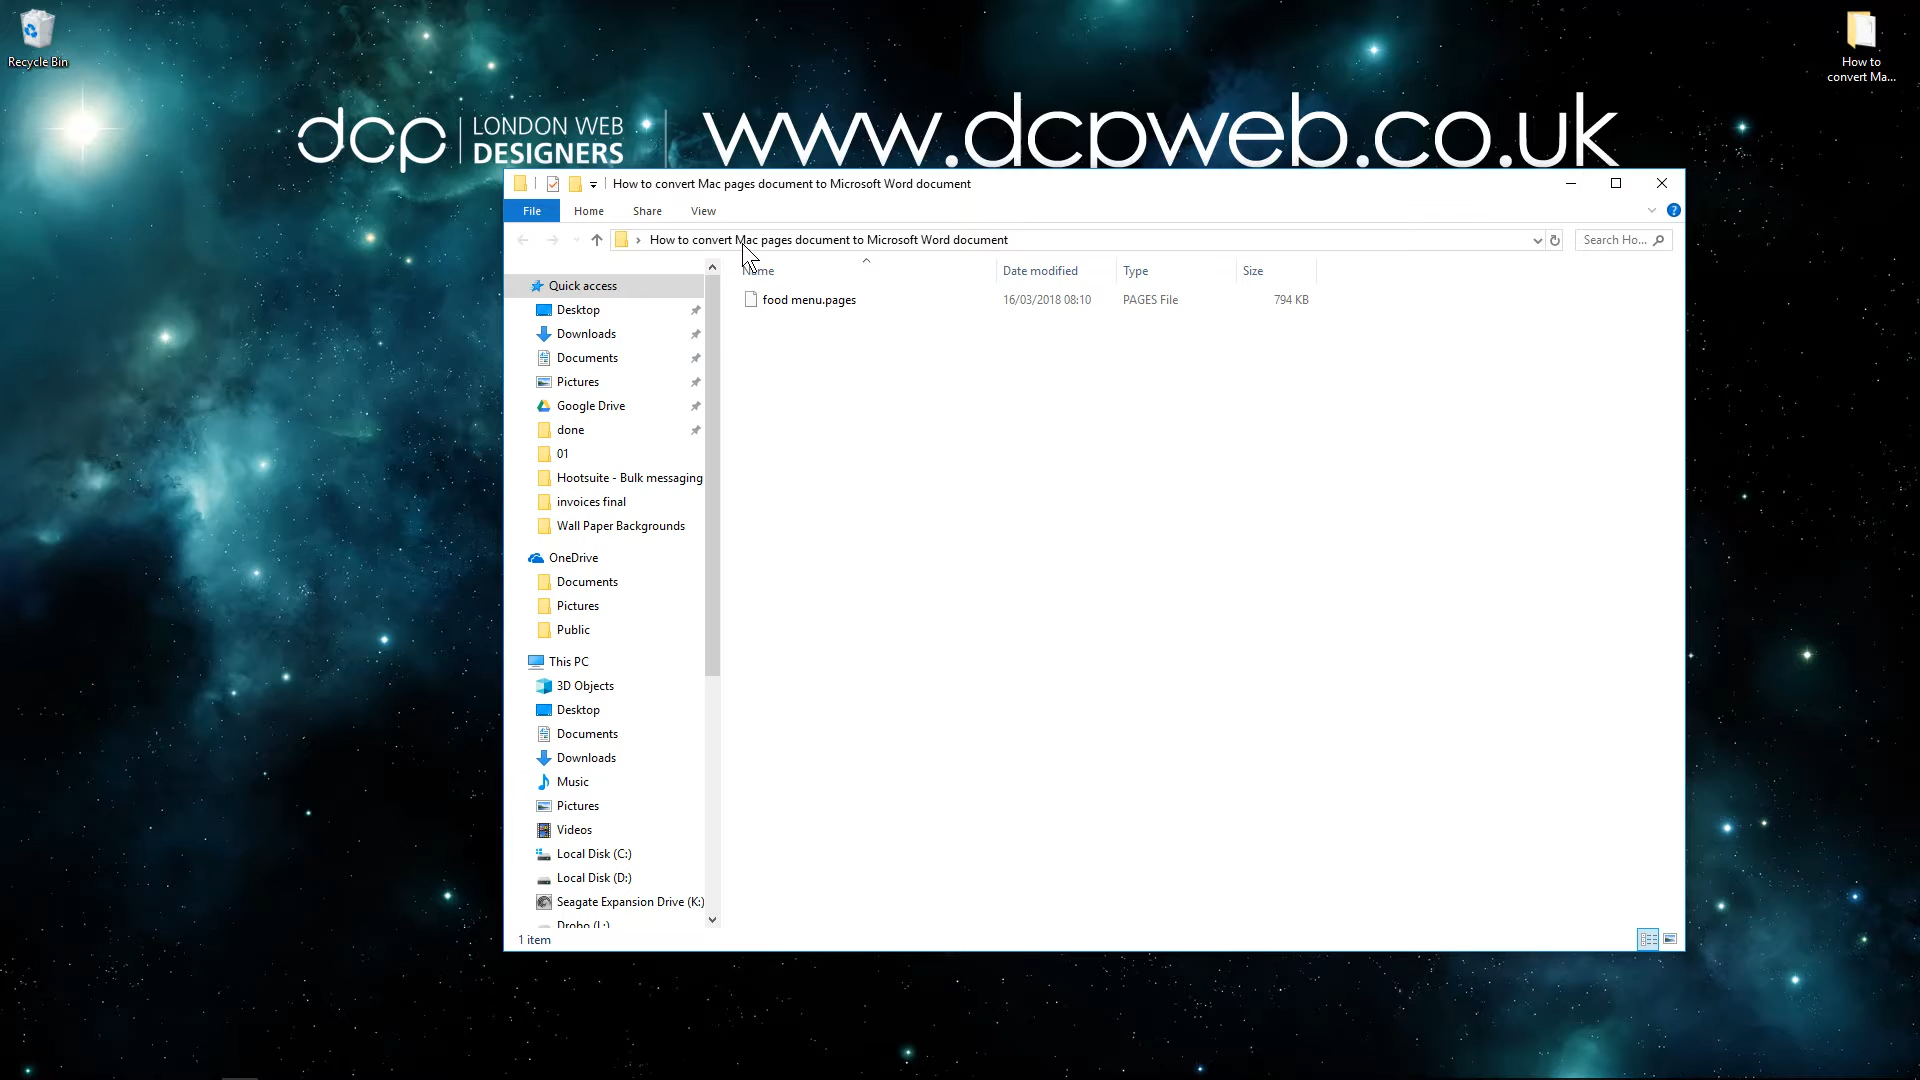 Recycle Bin
How to
convert Ma...
dcp
LONDON WEB
DESIGNERS
www.dcpweb.co.uk
How to convert Mac pages document to Microsoft Word document
File
Home
Share
View
How to convert Mac pages document to Microsoft Word document
Search Ho...
Name
Date modified
Type
Size
food menu.pages
16/03/2018 08:10
PAGES File
794 KB
Quick access
Desktop
Downloads
Documents
Pictures
Google Drive
done
01
Hootsuite - Bulk messaging
invoices final
Wall Paper Backgrounds
OneDrive
Documents
Pictures
Public
This PC
3D Objects
Desktop
Documents
Downloads
Music
Pictures
Videos
Local Disk (C:)
Local Disk (D:)
Seagate Expansion Drive (K:)
Drobo (L:)
1 item